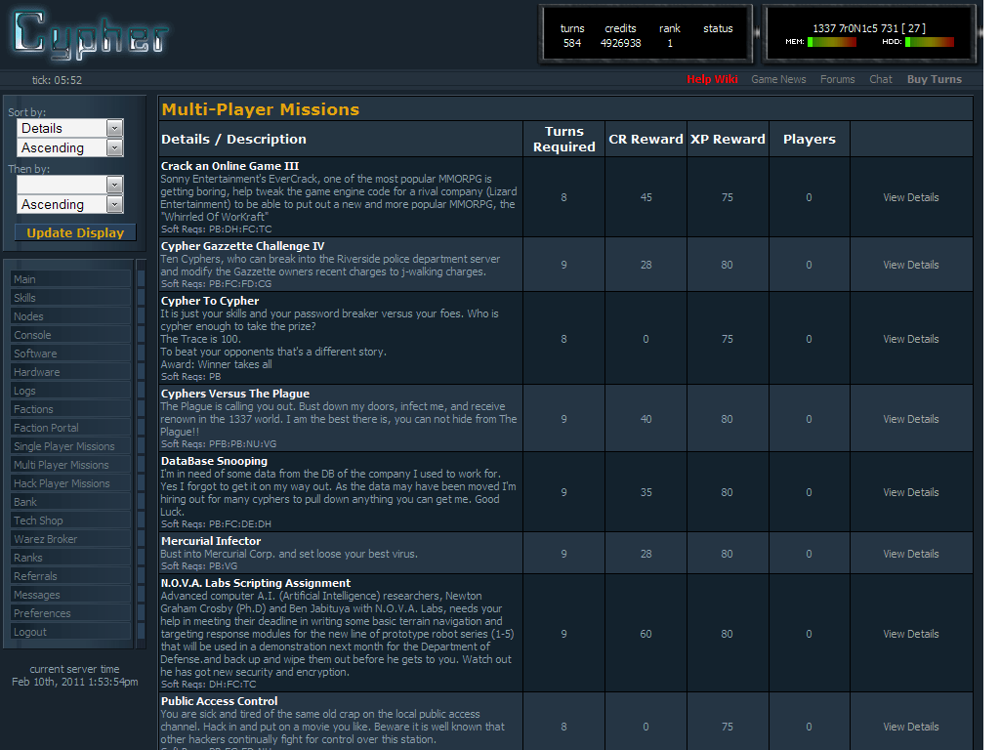 Cypher
turns credits rank status
584 4926938 1
1337 7r0N1c5 731 [ 27 ]
MEM: HDD:
tick: 05:52
Help Wiki Game News Forums Chat Buy Turns
Sort by:
Details
Ascending
Then by:
Ascending
Update Display
Main
Skills
Nodes
Console
Software
Hardware
Logs
Factions
Faction Portal
Single Player Missions
Multi Player Missions
Hack Player Missions
Bank
Tech Shop
Warez Broker
Ranks
Referrals
Messages
Preferences
Logout
current server time
Feb 10th, 2011 1:53:54pm
Multi-Player Missions
Details / Description Turns Required CR Reward XP Reward Players
Crack an Online Game III
Sonny Entertainment's EverCrack, one of the most popular MMORPG is
getting boring, help tweak the game engine code for a rival company (Lizard
Entertainment) to be able to put out a new and more popular MMORPG, the
"Whirrled Of WorKraft"
Soft Reqs: PB:DH:FC:TC
8 45 75 0 View Details
Cypher Gazzette Challenge IV
Ten Cyphers, who can break into the Riverside police department server
and modify the Gazzette owners recent charges to j-walking charges.
Soft Reqs: PB:FC:FD:CG
9 28 80 0 View Details
Cypher To Cypher
It is just your skills and your password breaker versus your foes. Who is
cypher enough to take the prize?
The Trace is 100.
To beat your opponents that's a different story.
Award: Winner takes all
Soft Reqs: PB
8 0 75 0 View Details
Cyphers Versus The Plague
The Plague is calling you out. Bust down my doors, infect me, and receive
renown in the 1337 world. I am the best there is, you can not hide from The
Plague!!
Soft Reqs: PFB:PB:NU:VG
9 40 80 0 View Details
DataBase Snooping
I'm in need of some data from the DB of the company I used to work for.
Yes I forgot to get it on my way out. As the data may have been moved I'm
hiring out for many cyphers to pull down anything you can get me. Good
Luck.
Soft Reqs: PB:FC:DE:DH
9 35 80 0 View Details
Mercurial Infector
Bust into Mercurial Corp. and set loose your best virus.
Soft Reqs: PB:VG
9 28 80 0 View Details
N.O.V.A. Labs Scripting Assignment
Advanced computer A.I. (Artificial Intelligence) researchers, Newton
Graham Crosby (Ph.D) and Ben Jabituya with N.O.V.A. Labs, needs your
help in meeting their deadline in writing some basic terrain navigation and
targeting response modules for the new line of prototype robot series (1-5)
that will be used in a demonstration next month for the Department of
Defense.and back up and wipe them out before he gets to you. Watch out
he has got new security and encryption.
Soft Reqs: DH:FC:TC
9 60 80 0 View Details
Public Access Control
You are sick and tired of the same old crap on the local public access
channel. Hack in and put on a movie you like. Beware it is well known that
other hackers continually fight for control over this station.
8 0 75 0 View Details